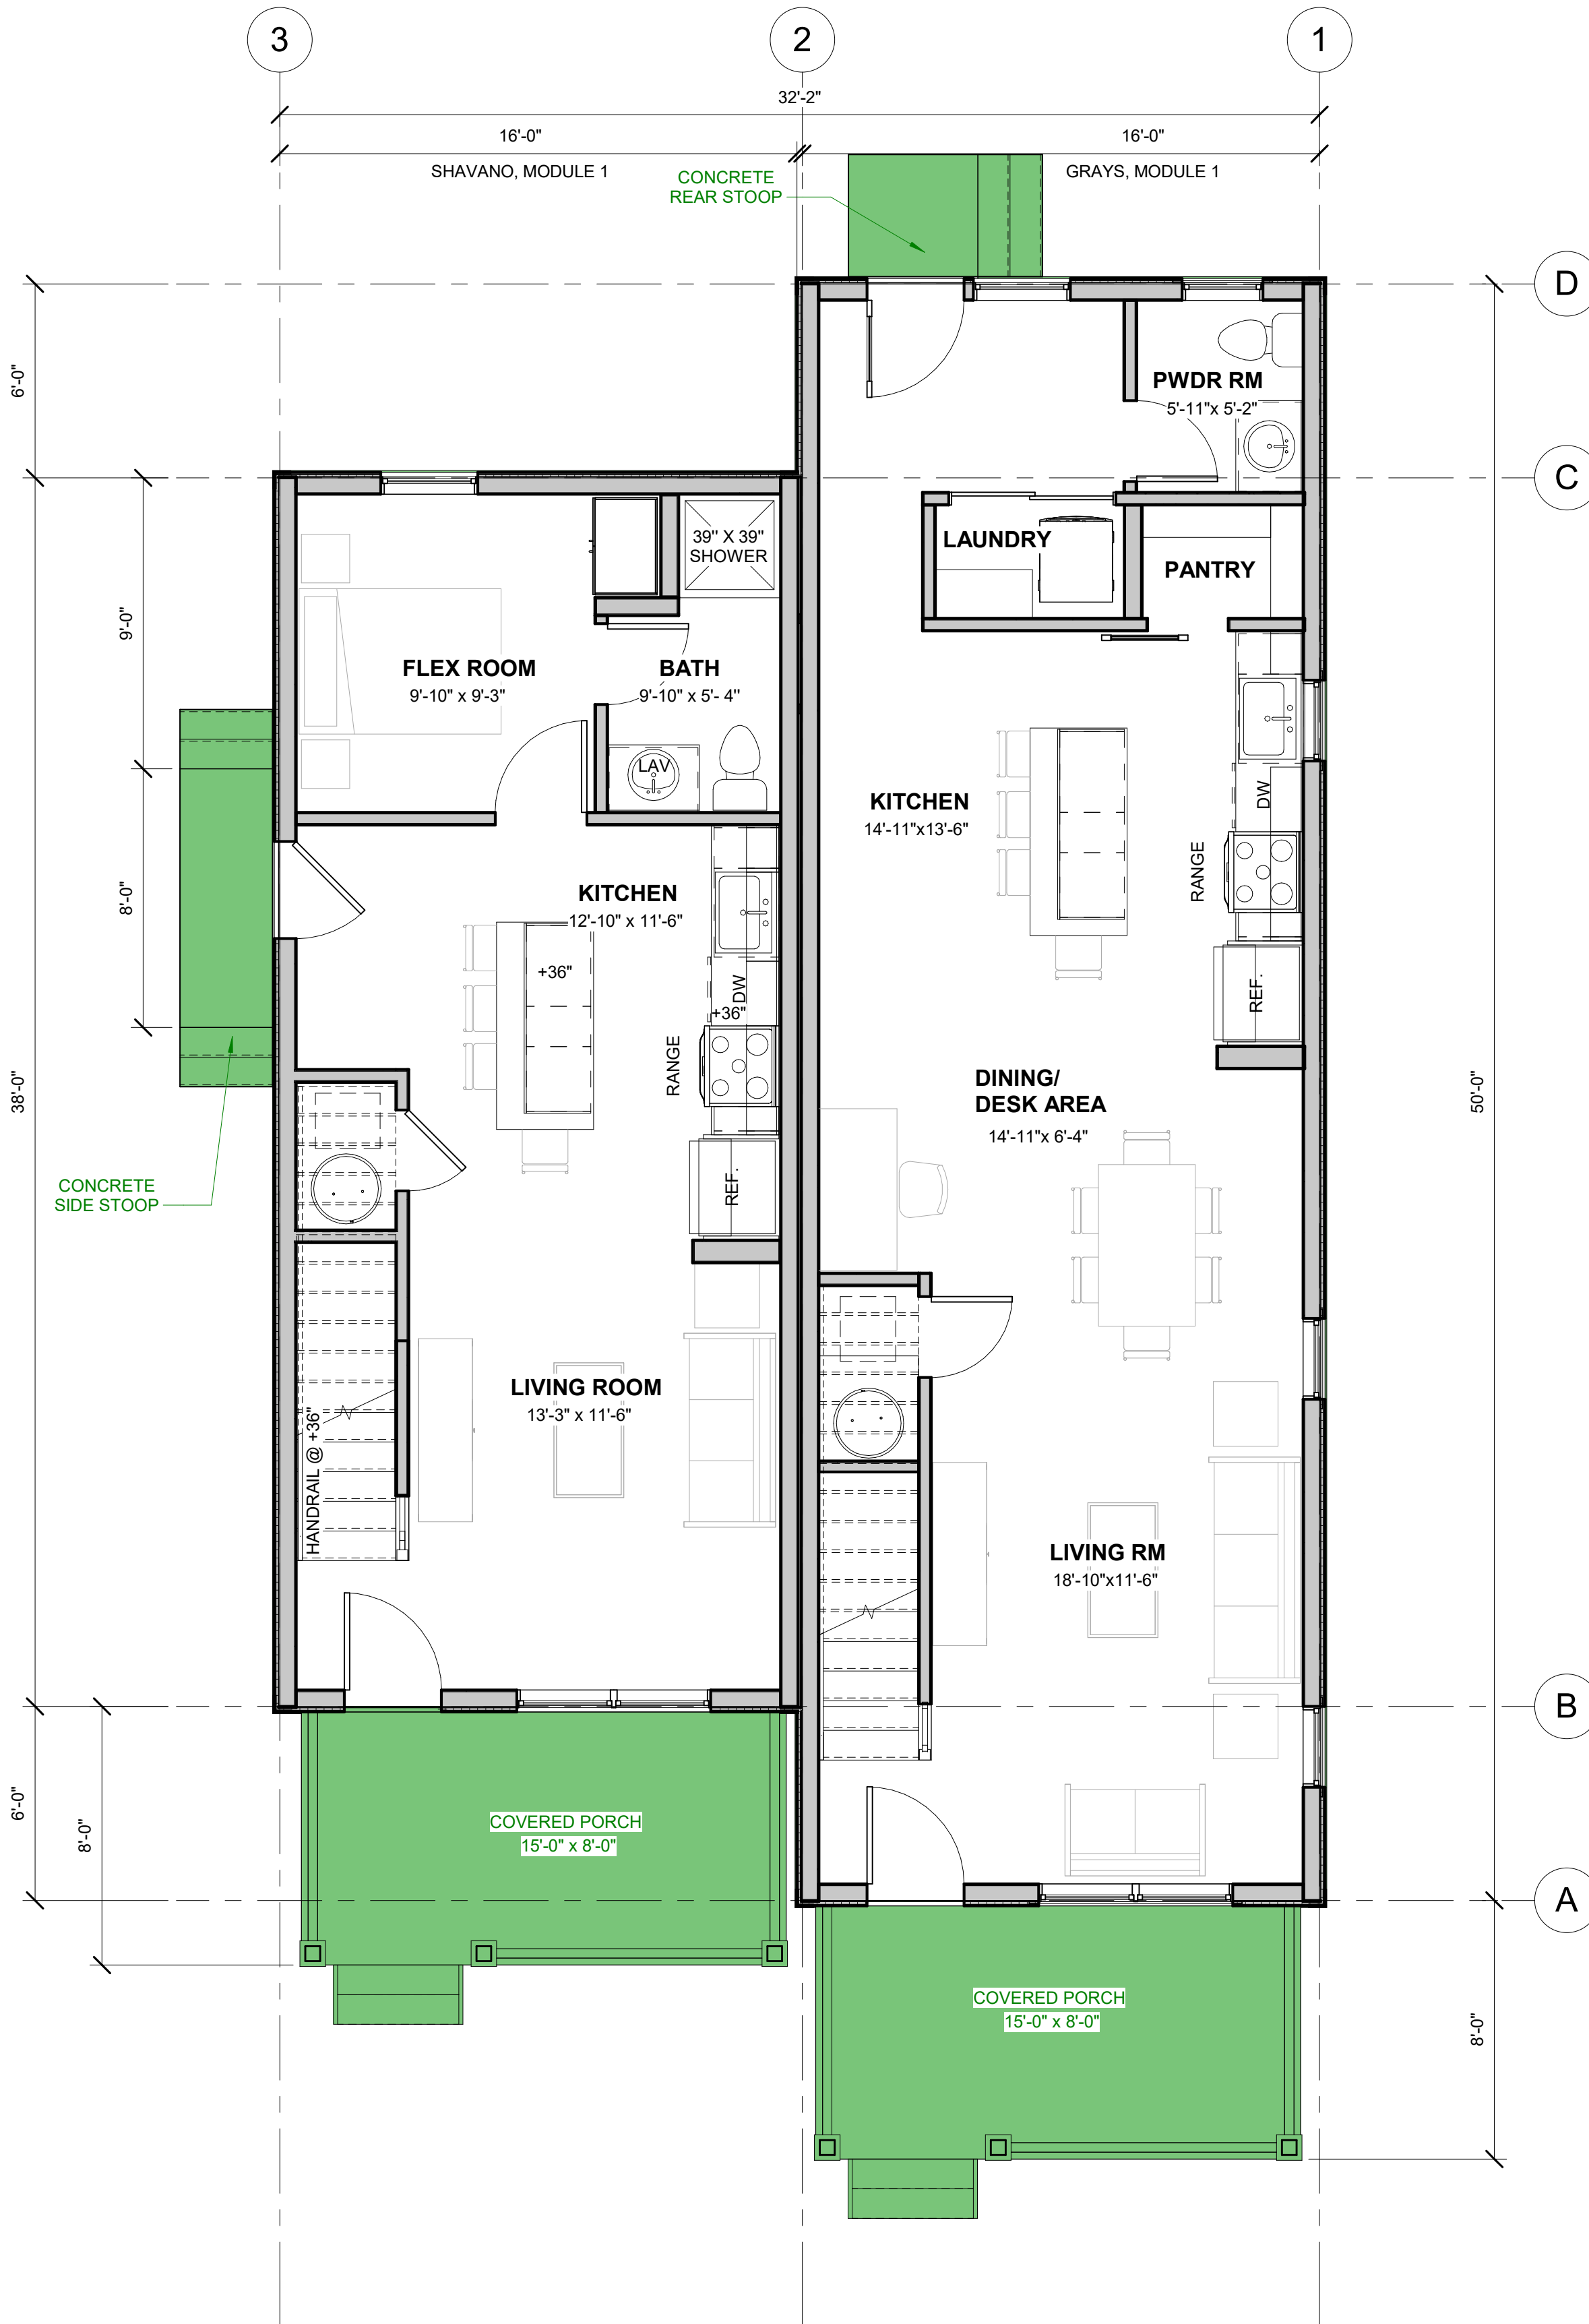 3
2
1
32'-2"
16'-0"
16'-0"
SHAVANO, MODULE 1
GRAYS, MODULE 1
CONCRETE
REAR STOOP
D
6'-0"
PWDR RM
5'-11"x 5'-2"
C
39" X 39"
SHOWER
LAUNDRY
PANTRY
9'-0"
FLEX ROOM
9'-10" x 9'-3"
BATH
9'-10" x 5'- 4"
LAV
KITCHEN
14'-11"x13'-6"
DW
RANGE
REF.
8'-0"
KITCHEN
12'-10" x 11'-6"
+36"
DW
+36"
RANGE
REF.
38'-0"
50'-0"
DINING/
DESK AREA
14'-11"x 6'-4"
CONCRETE
SIDE STOOP
LIVING ROOM
13'-3" x 11'-6"
HANDRAIL @ +36"
LIVING RM
18'-10"x11'-6"
B
6'-0"
8'-0"
COVERED PORCH
15'-0" x 8'-0"
A
COVERED PORCH
15'-0" x 8'-0"
8'-0"